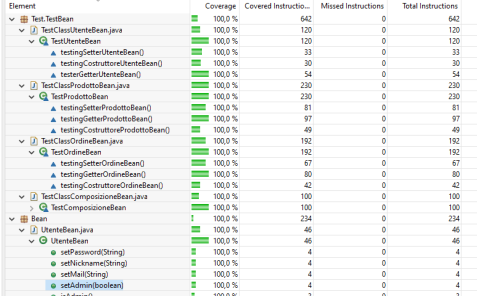 Element Coverage Covered Instructio... Missed Instructions Total Instructions
Test.TestBean 100,0 % 642 0 642
TestClassUtenteBean.java 100,0 % 120 0 120
TestUtenteBean 100,0 % 120 0 120
testingSetterUtenteBean() 100,0 % 33 0 33
testingCostruttoreUtenteBean() 100,0 % 30 0 30
testerGetterUtenteBean() 100,0 % 54 0 54
TestClassProdottoBean.java 100,0 % 230 0 230
TestProdottoBean 100,0 % 230 0 230
testingSetterProdottoBean() 100,0 % 81 0 81
testingGetterProdottoBean() 100,0 % 97 0 97
testingCostruttoreProdottoBean() 100,0 % 49 0 49
TestClassOrdineBean.java 100,0 % 192 0 192
TestOrdineBean 100,0 % 192 0 192
testingSetterOrdineBean() 100,0 % 67 0 67
testingGetterOrdineBean() 100,0 % 80 0 80
testingCostruttoreOrdineBean() 100,0 % 42 0 42
TestClassComposizioneBean.java 100,0 % 100 0 100
TestComposizioneBean 100,0 % 100 0 100
Bean 100,0 % 234 0 234
UtenteBean.java 100,0 % 46 0 46
UtenteBean 100,0 % 46 0 46
setPassword(String) 100,0 % 4 0 4
setNickname(String) 100,0 % 4 0 4
setMail(String) 100,0 % 4 0 4
setAdmin(boolean) 100,0 % 4 0 4